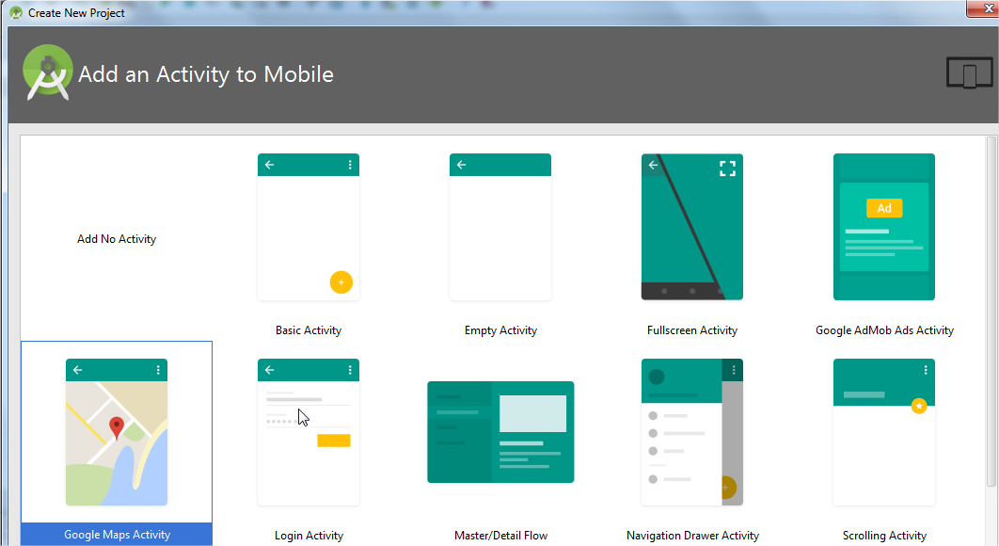 Create New Project
Add an Activity to Mobile
Add No Activity
Basic Activity
Empty Activity
Fullscreen Activity
Ad
Google AdMob Ads Activity
Google Maps Activity
Login Activity
Master/Detail Flow
Navigation Drawer Activity
Scrolling Activity